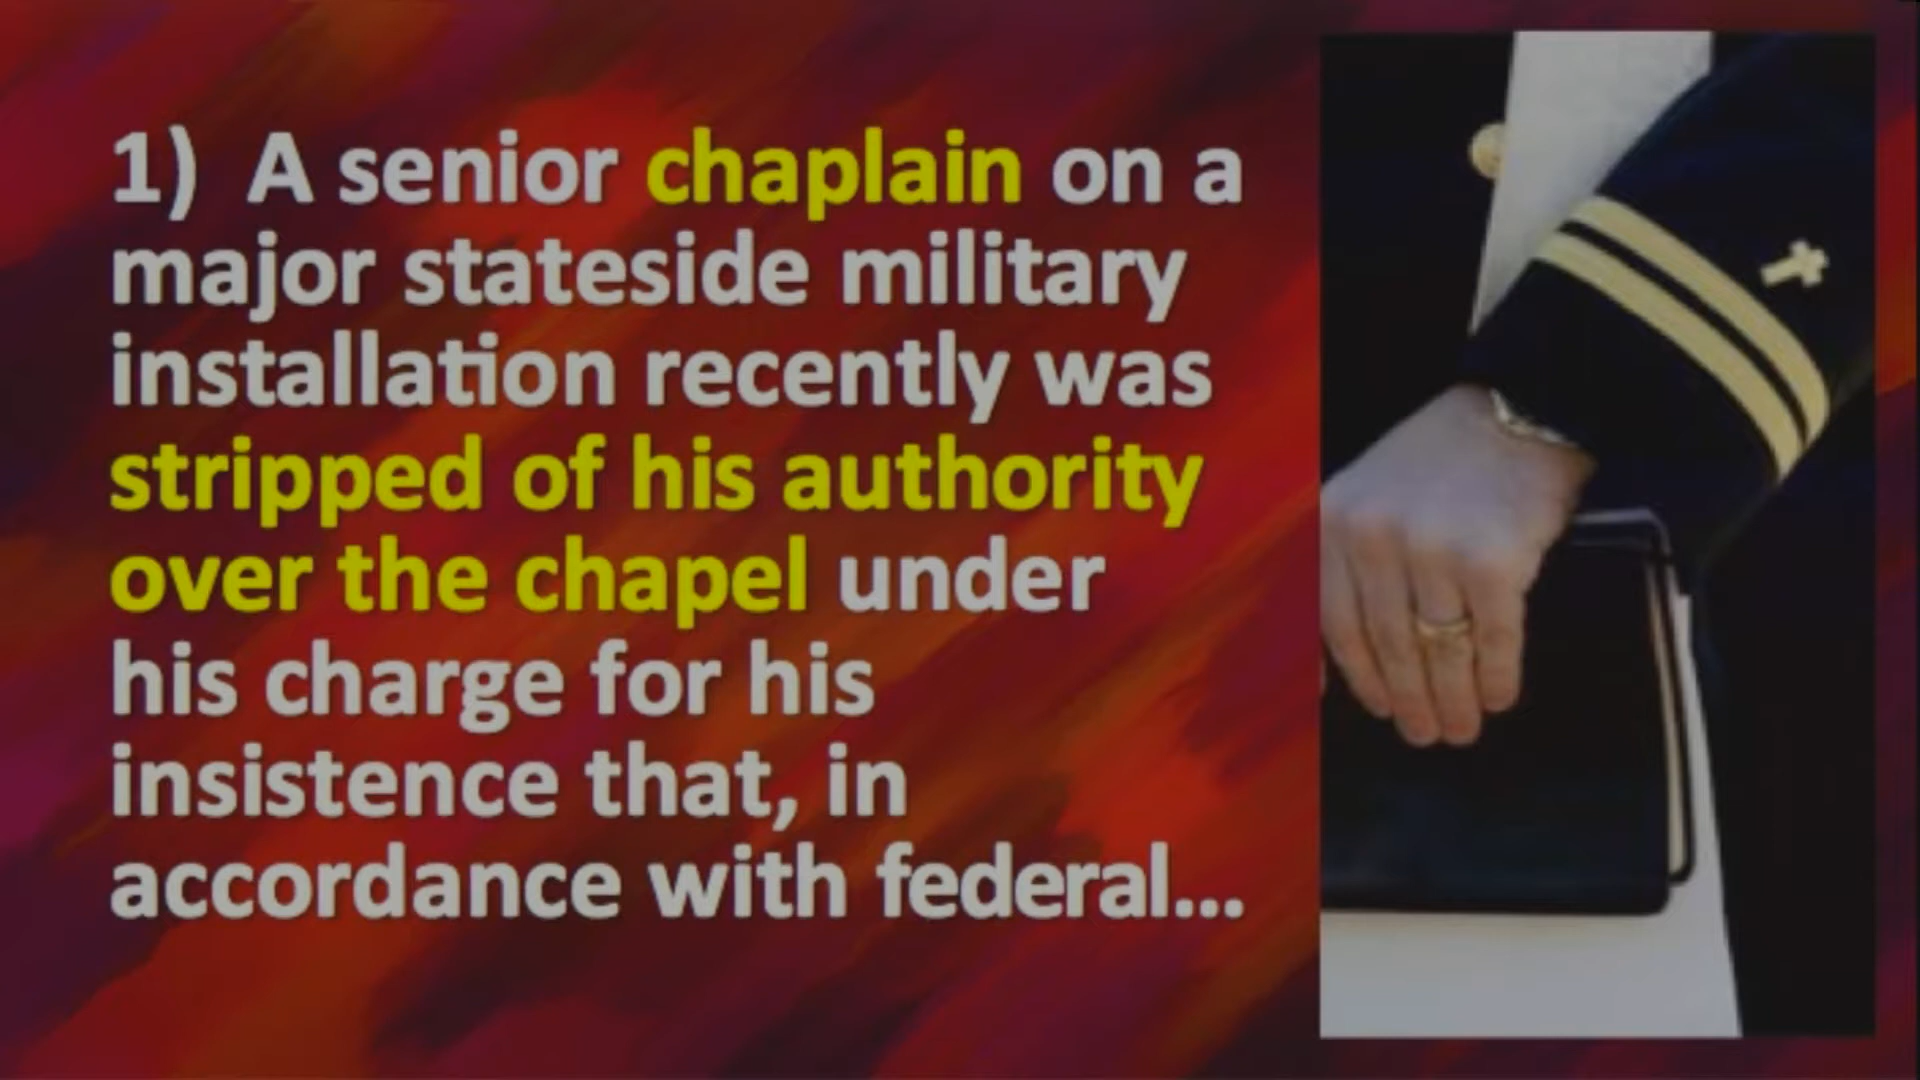 1) A senior chaplain on a
major stateside military
installation recently was
stripped of his authority
over the chapel under
his charge for his
insistence that, in
accordance with federal...